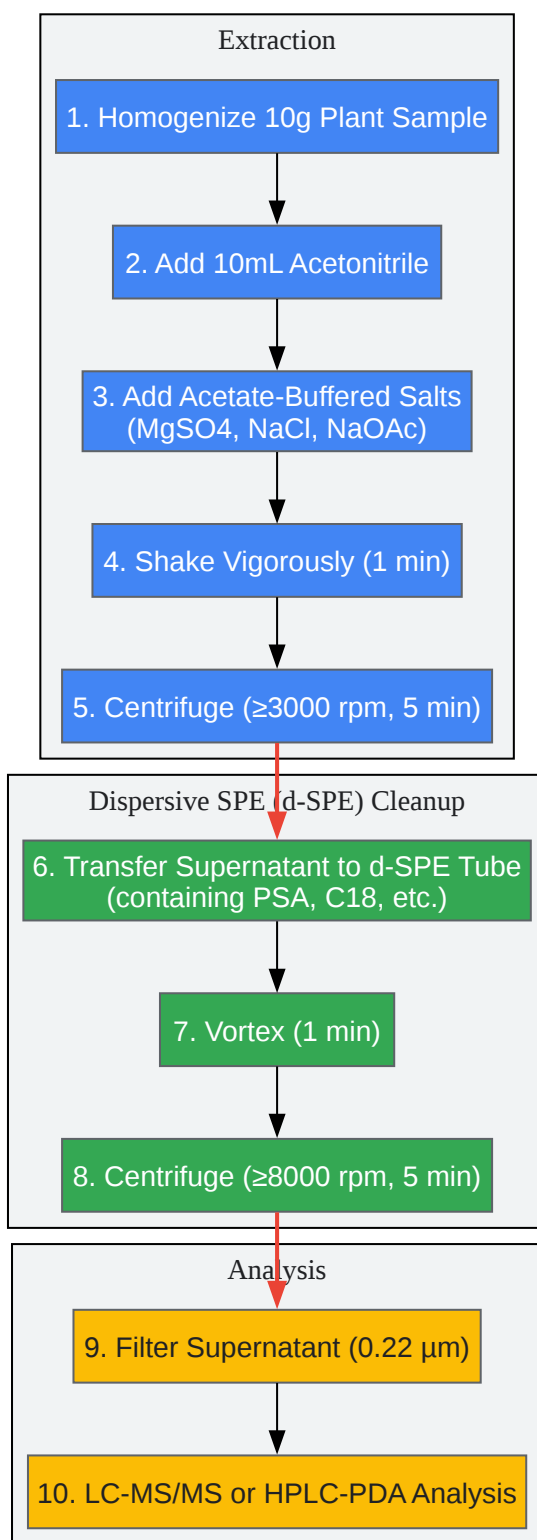 Extraction
1. Homogenize 10g Plant Sample
2. Add 10mL Acetonitrile
3. Add Acetate-Buffered Salts
(MgSO4, NaCl, NaOAc)
4. Shake Vigorously (1 min)
5. Centrifuge (≥3000 rpm, 5 min)
Dispersive SPE (d-SPE) Cleanup
6. Transfer Supernatant to d-SPE Tube
(containing PSA, C18, etc.)
7. Vortex (1 min)
8. Centrifuge (≥8000 rpm, 5 min)
Analysis
9. Filter Supernatant (0.22 µm)
10. LC-MS/MS or HPLC-PDA Analysis